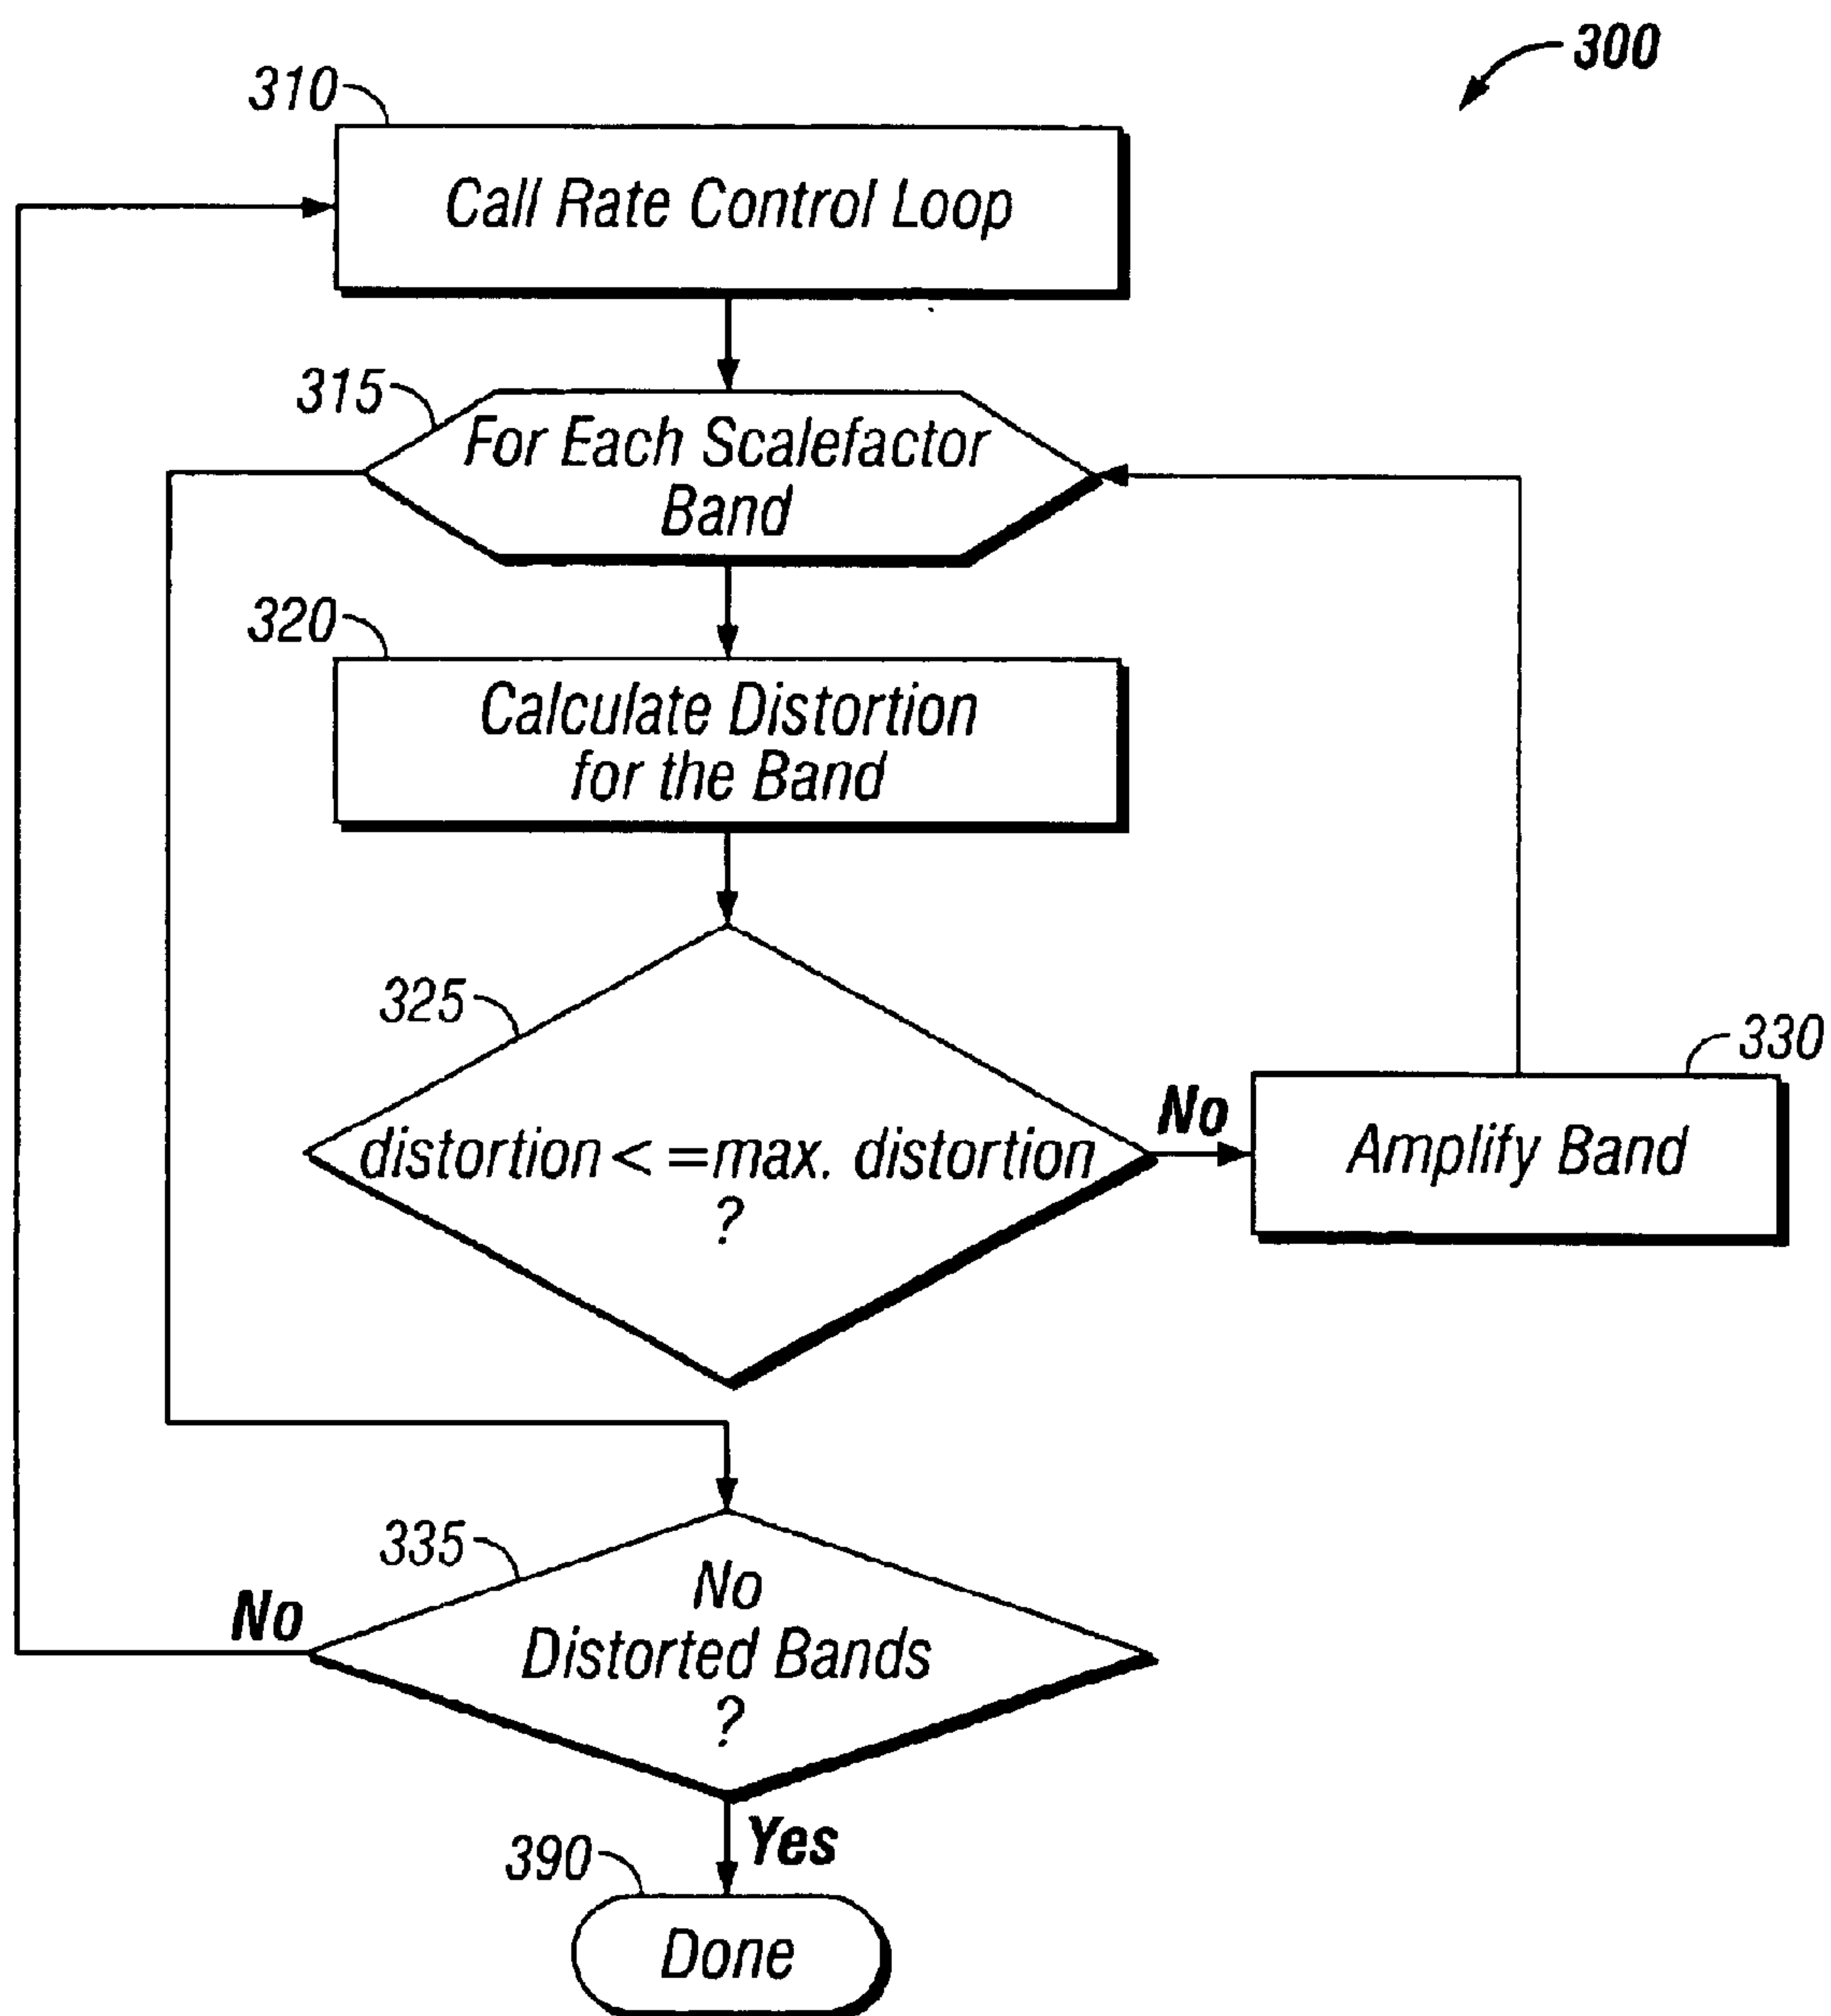 300
310
Call Rate Control Loop
315
For Each Scalefactor
Band
320
Calculate Distortion
for the Band
325
distortion < =max. distortion
?
No
330
Amplify Band
335
No
Distorted Bands
?
No
Yes
390
Done